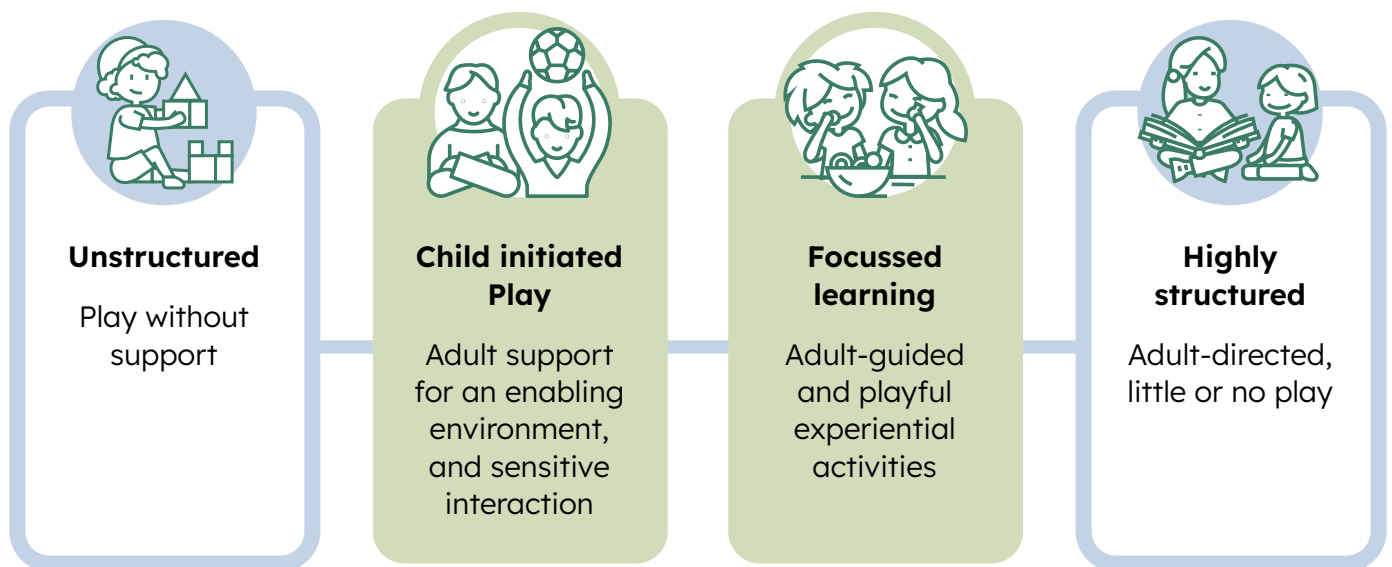 Unstructured
Play without
support
Child initiated
Play
Adult support
for an enabling
environment,
and sensitive
interaction
Focussed
learning
Adult-guided
and playful
experiential
activities
Highly
structured
Adult-directed,
little or no play